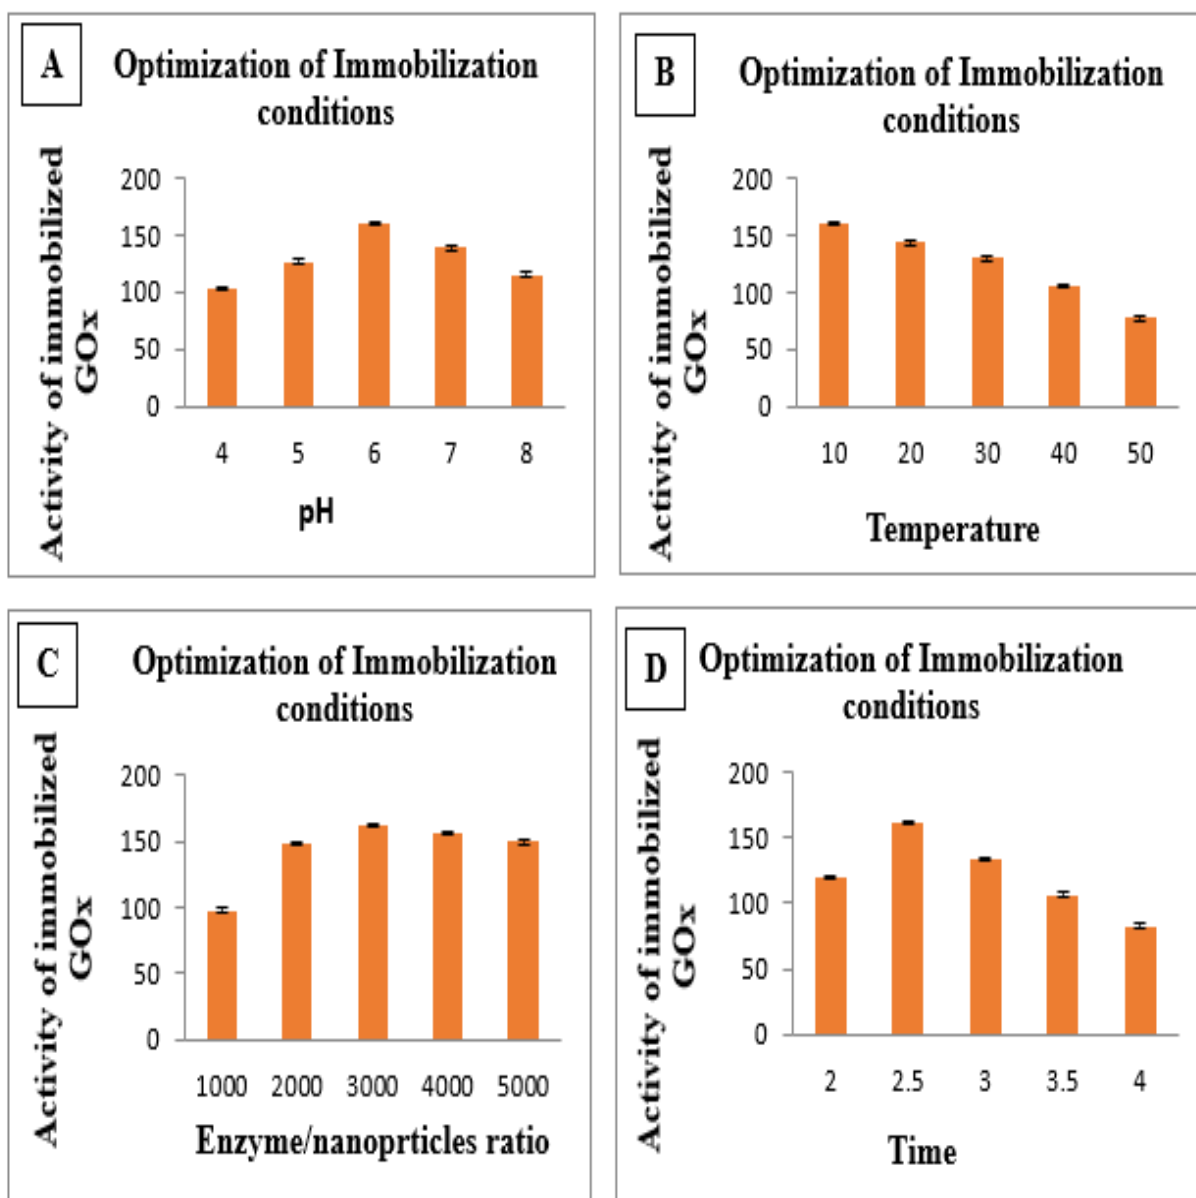 A
Optimization of Immobilization
conditions
Activity of immobilized
GOx
200
150
100
50
0
4 5 6 7 8
pH
B
Optimization of Immobilization
conditions
Activity of immobilized
GOx
200
150
100
50
0
10 20 30 40 50
Temperature
C
Optimization of Immobilization
conditions
Activity of immobilized
GOx
200
150
100
50
0
1000 2000 3000 4000 5000
Enzyme/nanoprticles ratio
D
Optimization of Immobilization
conditions
Activity of immobilized
GOx
200
150
100
50
0
2 2.5 3 3.5 4
Time